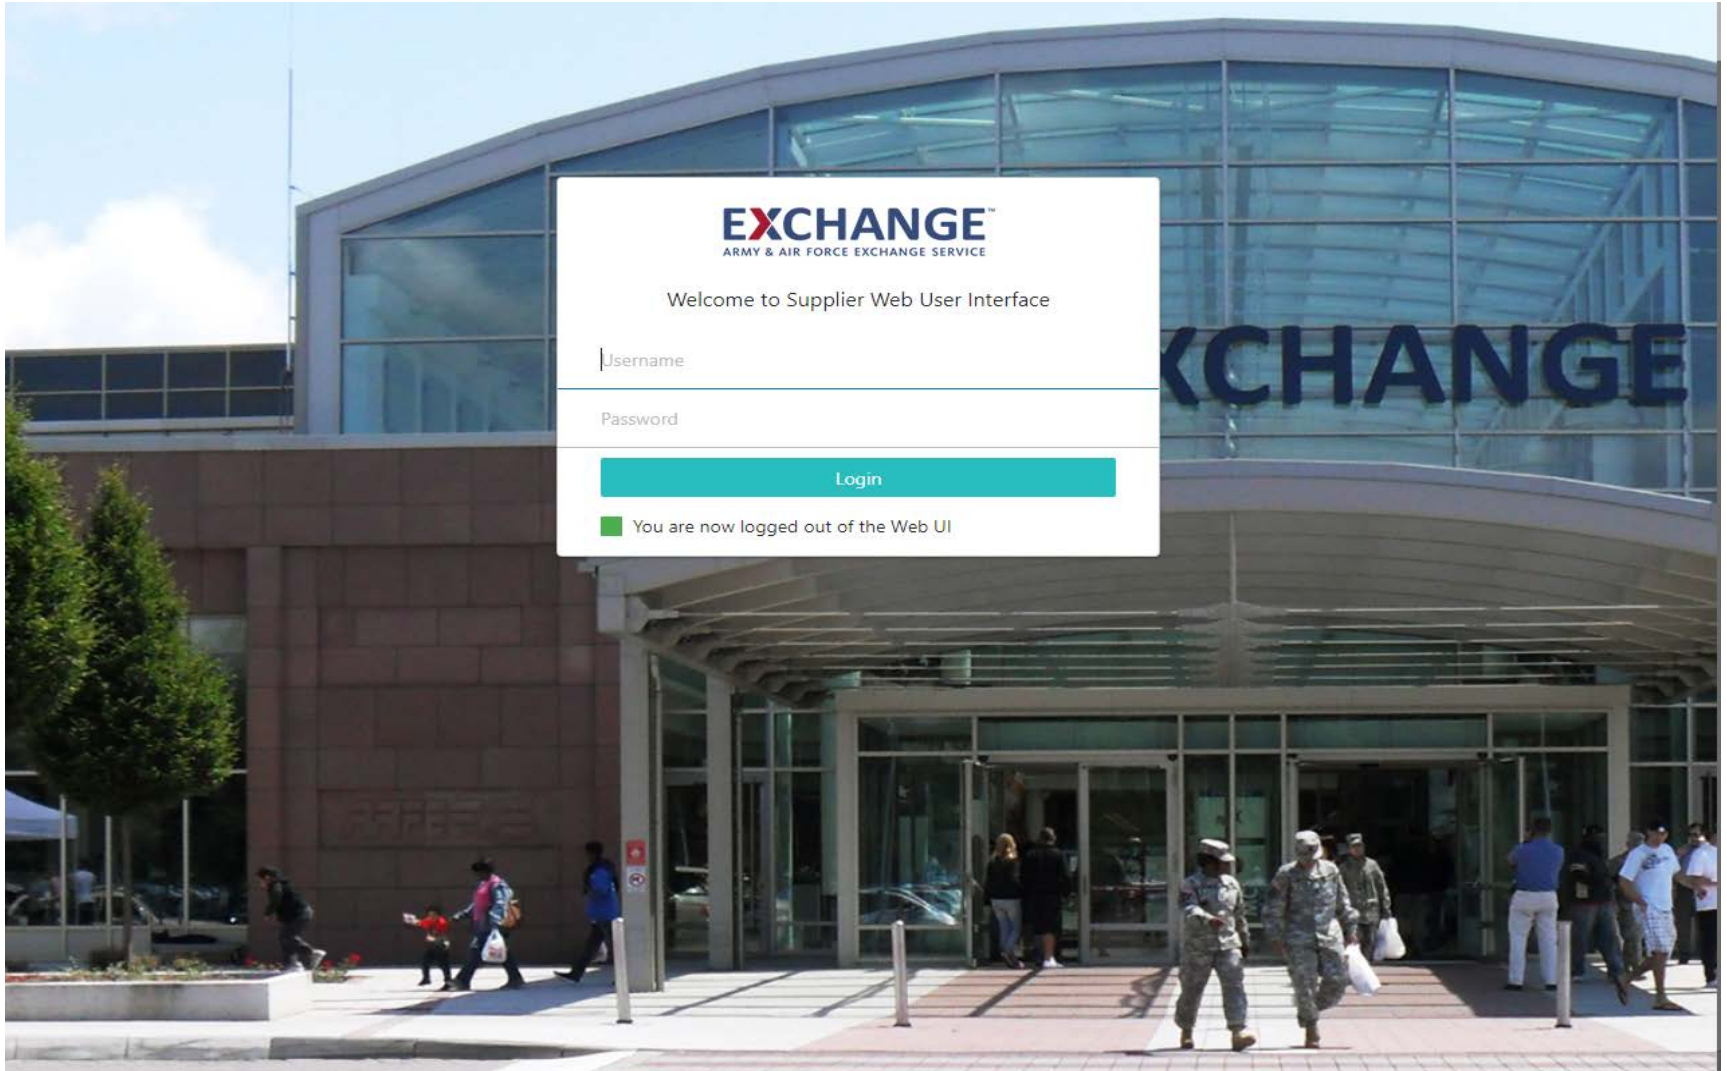 EXCHANGE™
ARMY & AIR FORCE EXCHANGE SERVICE
Welcome to Supplier Web User Interface
Username
XCHANGE
Password
Login
You are now logged out of the Web UI